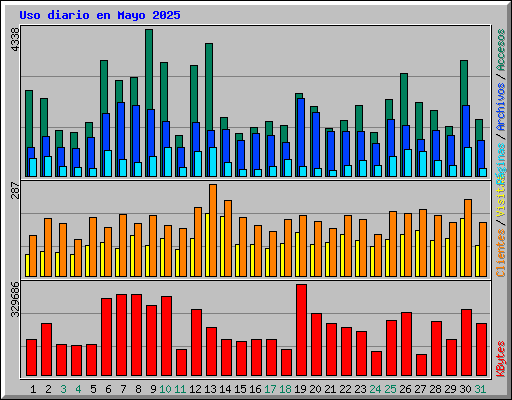 Uso diario en Mayo 2025
4338
287
329686
Accesos / Archivos / Páginas
Clientes / Visitas
KBytes
1 2 3 4 5 6 7 8 9 10 11 12 13 14 15 16 17 18 19 20 21 22 23 24 25 26 27 28 29 30 31